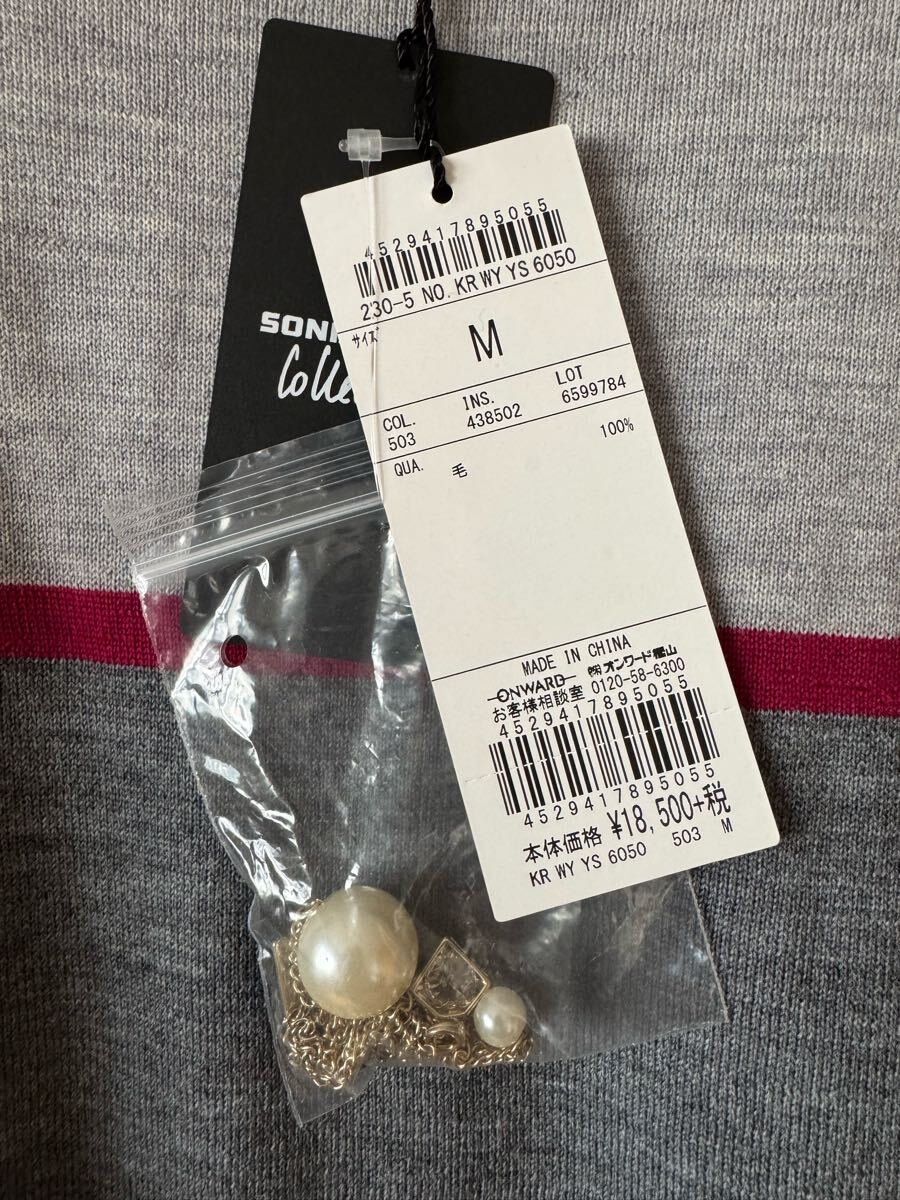 SON
Colle
4529417895055
230-5 NO. KR WY YS 6050
サイズ M
COL. INS. LOT
503 438502 6599784
QUA. 毛 100%
MADE IN CHINA
ONWARD ㈱オンワード樫山
お客様相談室 0120-58-6300
4529417895055
4529417895055
本体価格 ¥18,500+税
KR WY YS 6050 503 M